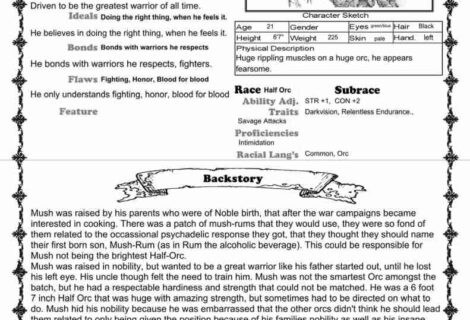 Driven to be the greatest warrior of all time.
Ideals Doing the right thing, when he feels it.
He believes in doing the right thing, when he feels it.
Bonds Bonds with warriors he respects
He bonds with warriors he respects, fighters.
Flaws Fighting, Honor, Blood for blood
He only understands fighting, honor, blood for blood
Feature
Character Sketch
Age 21 Gender Eyes green/blue Hair Black
Height 6'7" Weight 225 Skin pale Hand. left
Physical Description
Huge rippling muscles on a huge orc, he appears
fearsome.
Race Half Orc Subrace
Ability Adj. STR +1, CON +2
Traits Darkvision, Relentless Endurance.,
Savage Attacks
Proficiencies
Intimidation
Racial Lang's Common, Orc
Backstory
Mush was raised by his parents who were of Noble birth, that after the war campaigns became
interested in cooking. There was a patch of mush-rums that they would use, they were so fond of
them related to the occasional psychadelic response they got, that they thought they should name
their first born son, Mush-Rum (as in Rum the alcoholic beverage). This could be responsible for
Mush not being the brightest Half-Orc.
Mush was raised in nobility, but wanted to be a great warrior like his father started out, until he lost
his left eye. His uncle though felt the need to train him. Mush was not the smartest Orc amongst the
batch, but he had a respectable hardiness and strength that could not be matched. He was a 6 foot
7 inch Half Orc that was huge with amazing strength, but sometimes had to be directed on what to
do. Mush hid his nobility because he was embarrassed that the other orcs didn't think he should lead
them related to only being given the position because of his families nobility as well as his insane